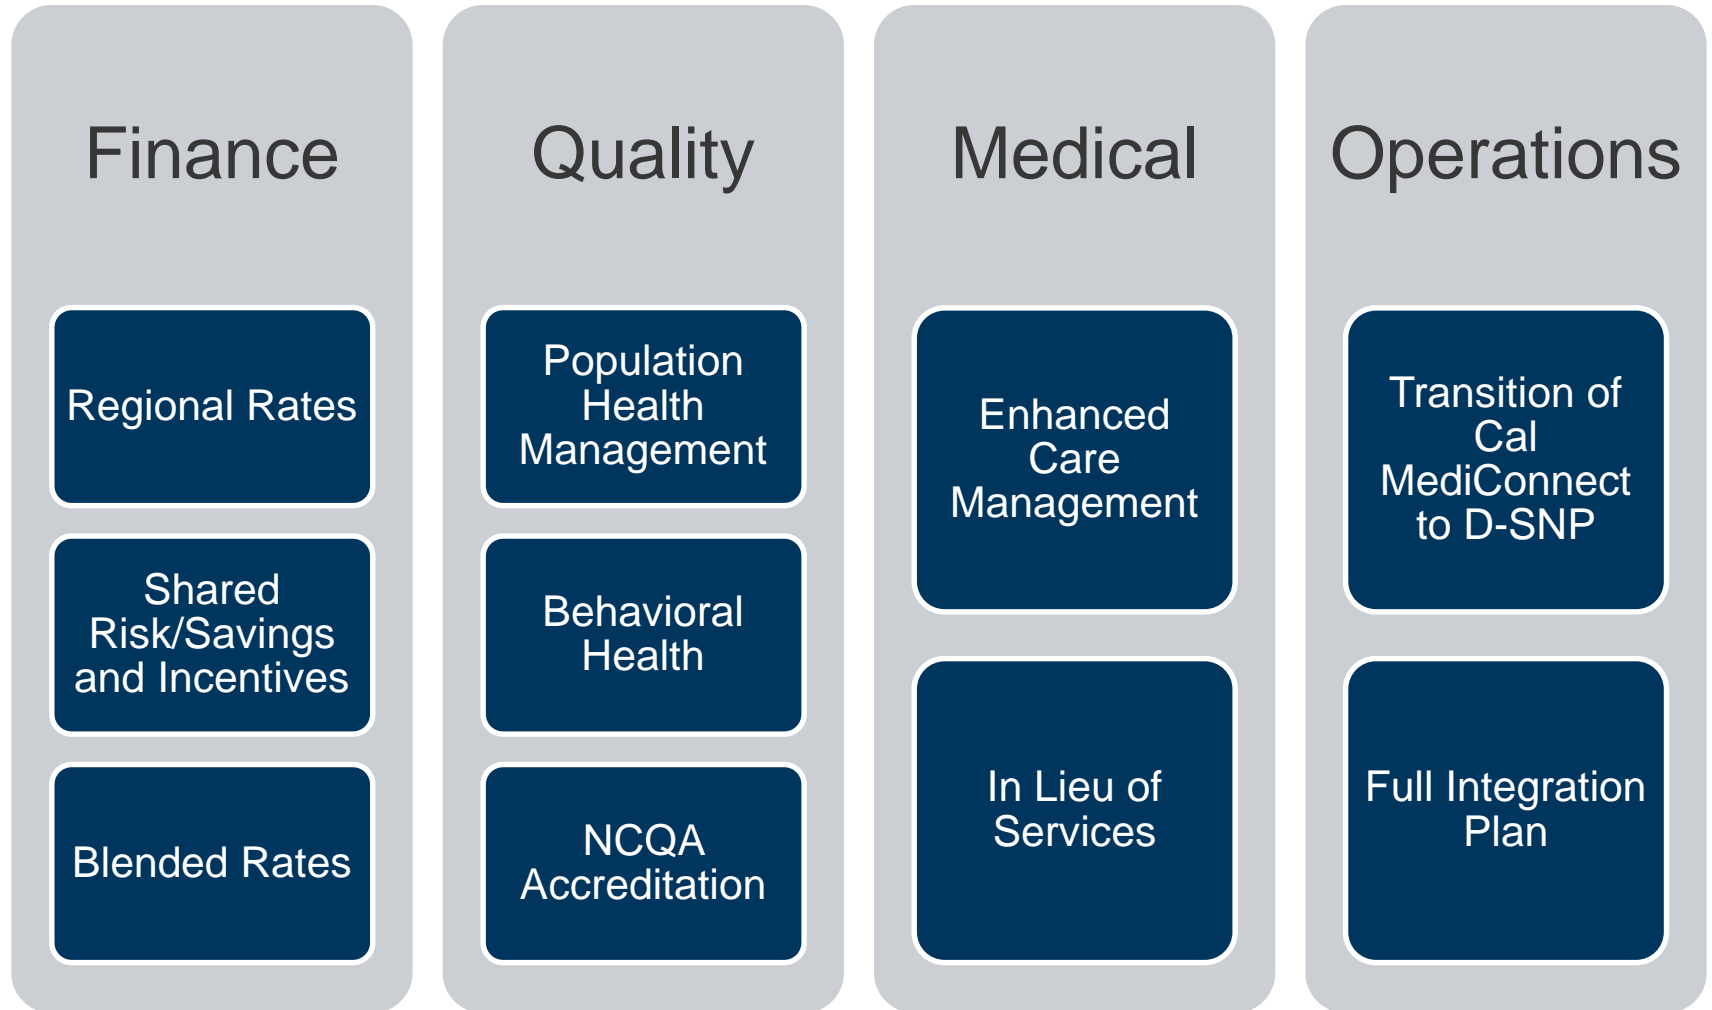 Finance
Regional Rates
Shared
Risk/Savings
and Incentives
Blended Rates
Quality
Population
Health
Management
Behavioral
Health
NCQA
Accreditation
Medical
Enhanced
Care
Management
In Lieu of
Services
Operations
Transition of
Cal
MediConnect
to D-SNP
Full Integration
Plan